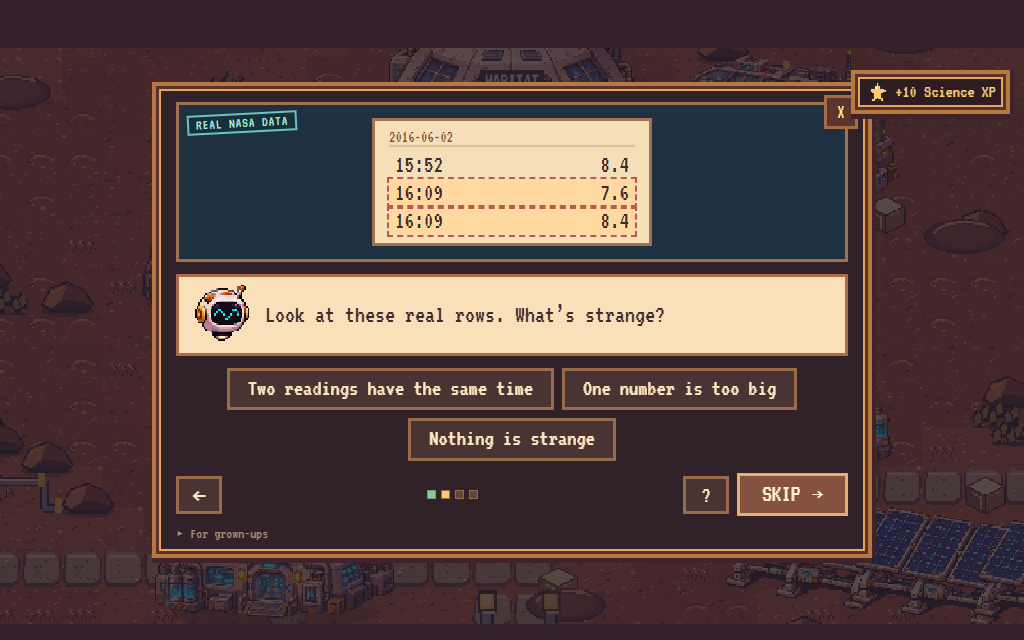 HABITAT
+10 Science XP
X
REAL NASA DATA
2016-06-02
15:52 8.4
16:09 7.6
16:09 8.4
Look at these real rows. What's strange?
Two readings have the same time
One number is too big
Nothing is strange
←
?
SKIP →
▸ For grown-ups